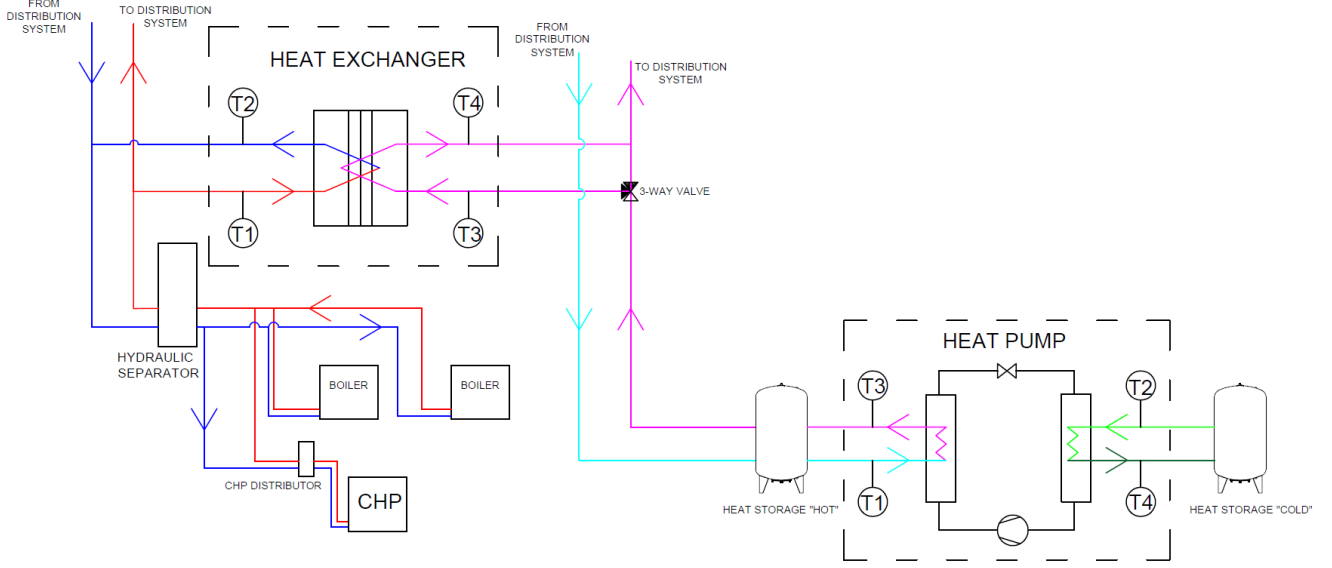 FROM
DISTRIBUTION
SYSTEM
TO DISTRIBUTION
SYSTEM
HEAT EXCHANGER
T2
T4
T1
T3
FROM
DISTRIBUTION
SYSTEM
TO DISTRIBUTION
SYSTEM
3-WAY VALVE
HYDRAULIC
SEPARATOR
BOILER
BOILER
CHP DISTRIBUTOR
CHP
HEAT PUMP
T3
T2
T1
T4
HEAT STORAGE "HOT"
HEAT STORAGE "COLD"